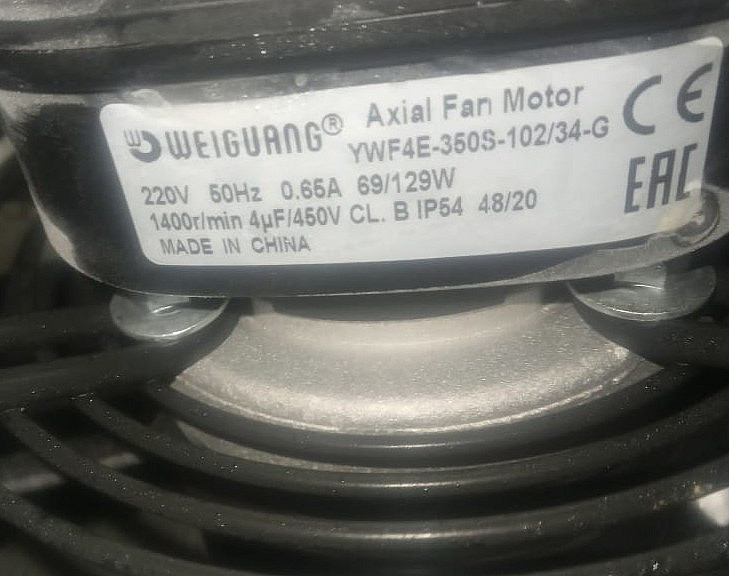 WEIGUANG® Axial Fan Motor
YWF4E-350S-102/34-G
220V 50Hz 0.65A 69/129W
1400r/min 4µF/450V CL. B IP54 48/20
MADE IN CHINA
CE
EAC